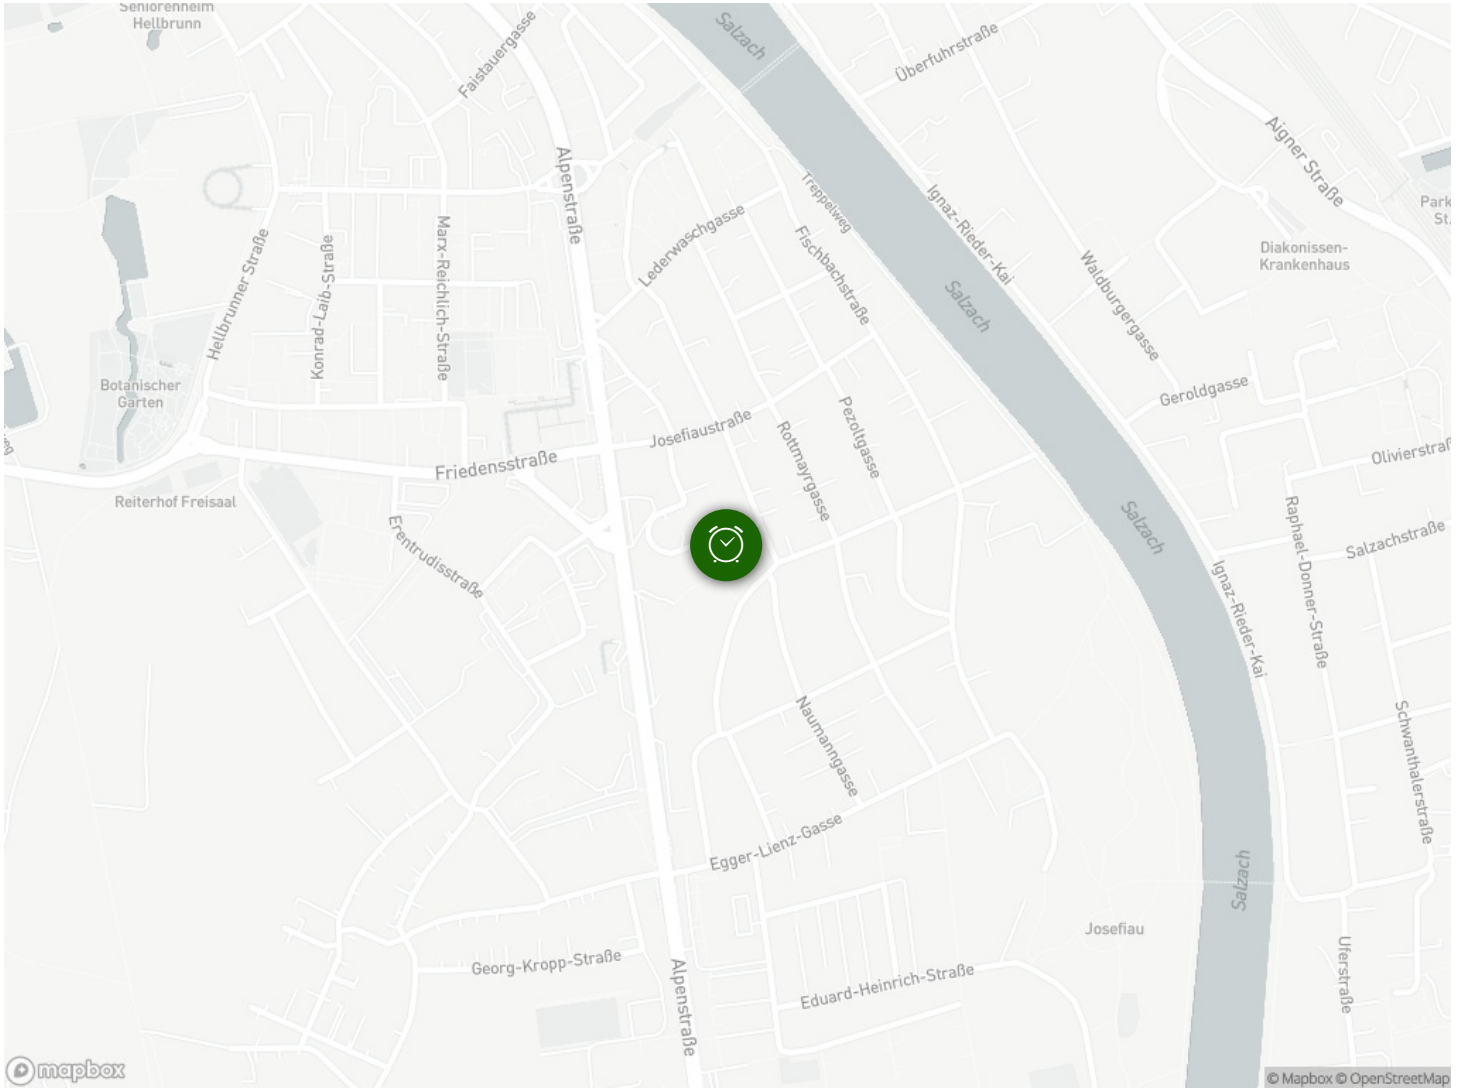 Seniorenheim
Hellbrunn
Faistauergasse
Salzach
Überfuhrstraße
Aigner Straße
Alpenstraße
Treppelweg
Ignaz-Rieder-Kai
Park
St.
Lederwaschgasse
Marx-Reichlich-Straße
Konrad-Laib-Straße
Hellbrunner Straße
Fischbachstraße
Waldburgergasse
Diakonissen-
Krankenhaus
Salzach
Botanischer
Garten
Geroldgasse
Josefiaustraße
Pezoltgasse
Rottmayrgasse
Friedensstraße
Olivierstraß
Reiterhof Freisaal
Erentrudisstraße
Salzach
Raphael-Donner-Straße
Salzachstraße
Ignaz-Rieder-Kai
Naumanngasse
Schwanthalerstraße
Egger-Lienz-Gasse
Salzach
Josefiau
Georg-Kropp-Straße
Alpenstraße
Eduard-Heinrich-Straße
Uferstraße
mapbox
© Mapbox © OpenStreetMap